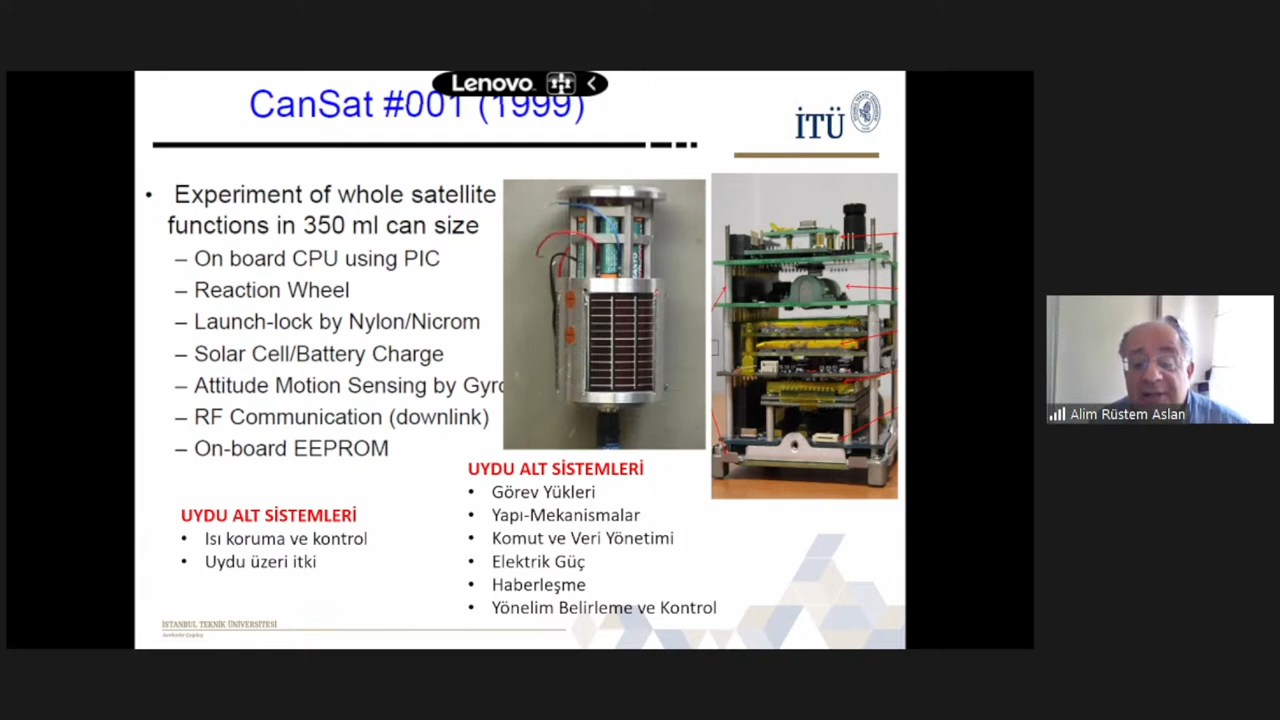 Lenovo
CanSat #001 (1999)
İTÜ
• Experiment of whole satellite
functions in 350 ml can size
– On board CPU using PIC
– Reaction Wheel
– Launch-lock by Nylon/Nicrom
– Solar Cell/Battery Charge
– Attitude Motion Sensing by Gyro
– RF Communication (downlink)
– On-board EEPROM
UYDU ALT SİSTEMLERİ
• Isı koruma ve kontrol
• Uydu üzeri itki
UYDU ALT SİSTEMLERİ
• Görev Yükleri
• Yapı-Mekanismalar
• Komut ve Veri Yönetimi
• Elektrik Güç
• Haberleşme
• Yönelim Belirleme ve Kontrol
İSTANBUL TEKNİK ÜNİVERSİTESİ
Alim Rüstem Aslan